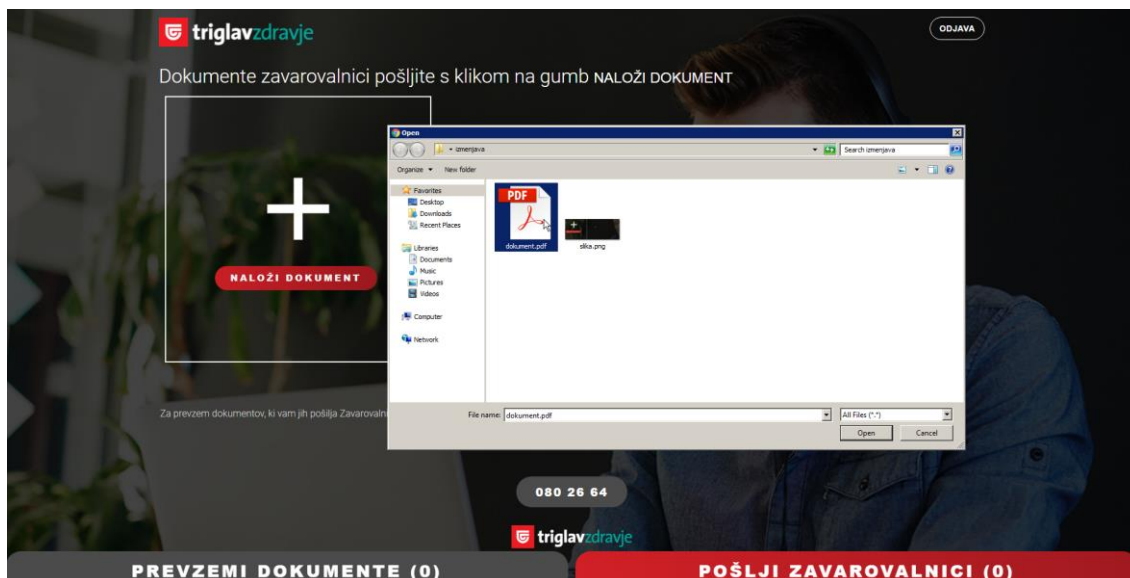 triglavzdravje
ODJAVA
Dokumente zavarovalnici pošljite s klikom na gumb NALOŽI DOKUMENT
NALOŽI DOKUMENT
Open
izmenjava
Search izmenjava
Organize
New folder
Favorites
Desktop
Downloads
Recent Places
Libraries
Documents
Music
Pictures
Videos
Computer
Network
PDF
dokument.pdf
slika.png
File name:
dokument.pdf
All Files (*.*)
Open
Cancel
Za prevzem dokumentov, ki vam jih pošilja
080 26 64
triglavzdravje
PREVZEMI DOKUMENTE (0)
POŠLJI ZAVAROVALNICI (0)